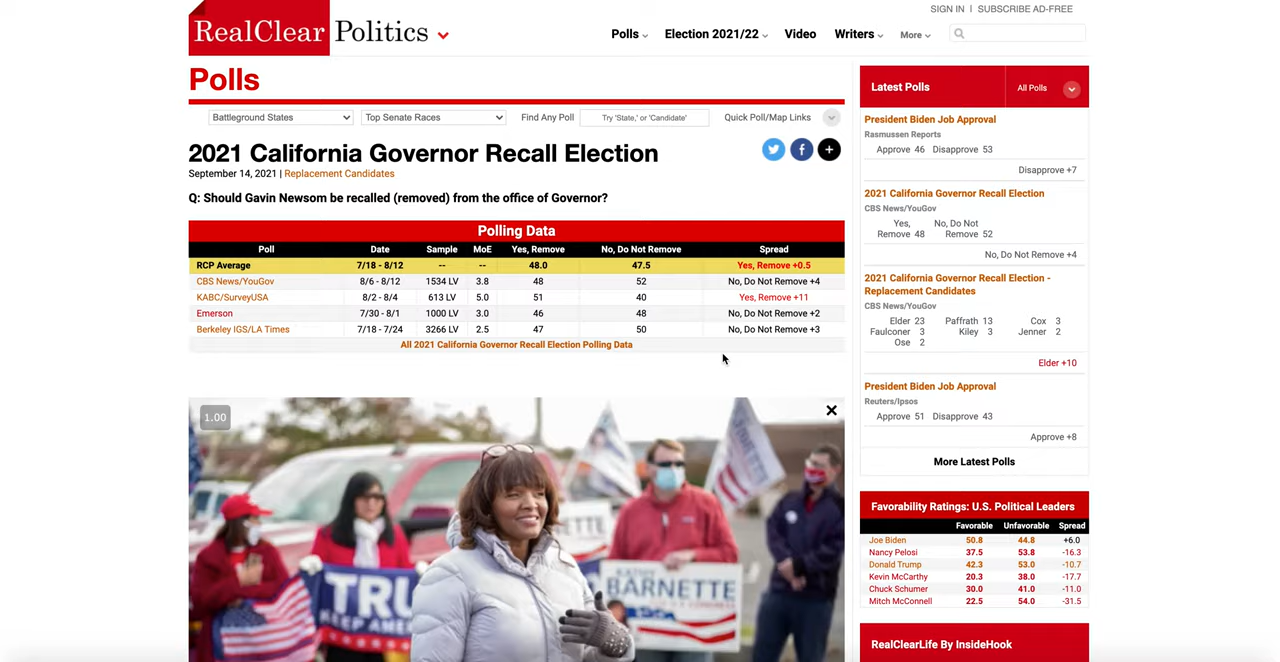 SIGN IN | SUBSCRIBE AD-FREE
RealClear Politics
Polls Election 2021/22 Video Writers More
Polls
Battleground States Top Senate Races Find Any Poll Try 'State,' or 'Candidate' Quick Poll/Map Links
2021 California Governor Recall Election
September 14, 2021 | Replacement Candidates
Q: Should Gavin Newsom be recalled (removed) from the office of Governor?
Polling Data
Poll Date Sample MoE Yes, Remove No, Do Not Remove Spread
RCP Average 7/18 - 8/12 -- -- 48.0 47.5 Yes, Remove +0.5
CBS News/YouGov 8/6 - 8/12 1534 LV 3.8 48 52 No, Do Not Remove +4
KABC/SurveyUSA 8/2 - 8/4 613 LV 5.0 51 40 Yes, Remove +11
Emerson 7/30 - 8/1 1000 LV 3.0 46 48 No, Do Not Remove +2
Berkeley IGS/LA Times 7/18 - 7/24 3266 LV 2.5 47 50 No, Do Not Remove +3
All 2021 California Governor Recall Election Polling Data
1.00
TRU
KEEP AME
ETTE
BARNETTE
Latest Polls All Polls
President Biden Job Approval
Rasmussen Reports
Approve 46 Disapprove 53
Disapprove +7
2021 California Governor Recall Election
CBS News/YouGov
Yes, No, Do Not
Remove 48 Remove 52
No, Do Not Remove +4
2021 California Governor Recall Election -
Replacement Candidates
CBS News/YouGov
Elder 23 Paffrath 13 Cox 3
Faulconer 3 Kiley 3 Jenner 2
Ose 2
Elder +10
President Biden Job Approval
Reuters/Ipsos
Approve 51 Disapprove 43
Approve +8
More Latest Polls
Favorability Ratings: U.S. Political Leaders
Favorable Unfavorable Spread
Joe Biden 50.8 44.8 +6.0
Nancy Pelosi 37.5 53.8 -16.3
Donald Trump 42.3 53.0 -10.7
Kevin McCarthy 20.3 38.0 -17.7
Chuck Schumer 30.0 41.0 -11.0
Mitch McConnell 22.5 54.0 -31.5
RealClearLife By InsideHook